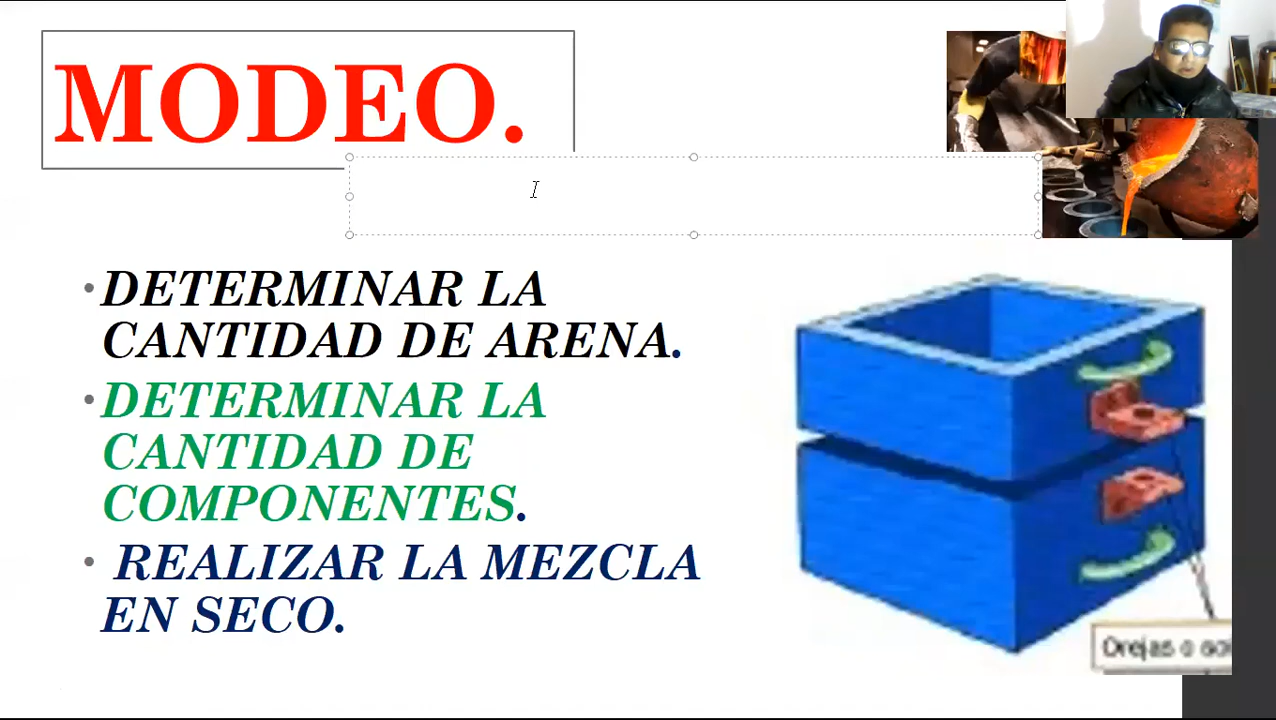 MODEO.
•DETERMINAR LA
CANTIDAD DE ARENA.
•DETERMINAR LA
CANTIDAD DE
COMPONENTES.
• REALIZAR LA MEZCLA
EN SECO.
Orejas o